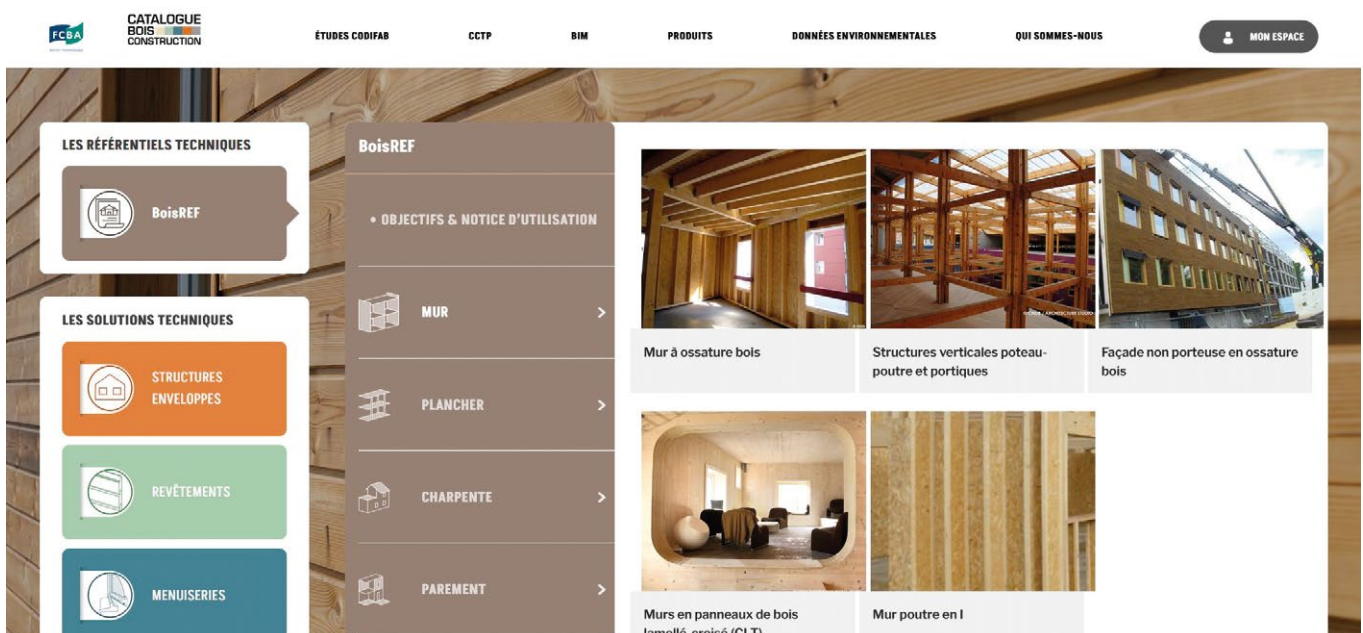 FCBA
CATALOGUE
BOIS
CONSTRUCTION
ÉTUDES CODIFAB
CCTP
BIM
PRODUITS
DONNÉES ENVIRONNEMENTALES
QUI SOMMES-NOUS
MON ESPACE
LES RÉFÉRENTIELS TECHNIQUES
BoisREF
LES SOLUTIONS TECHNIQUES
STRUCTURES
ENVELOPPES
REVÊTEMENTS
MENUISERIES
BoisREF
• OBJECTIFS & NOTICE D'UTILISATION
MUR
PLANCHER
CHARPENTE
PAREMENT
Mur à ossature bois
Structures verticales poteau-
poutre et portiques
Façade non porteuse en ossature
bois
Murs en panneaux de bois
lamellé-croisé (CLT)
Mur poutre en I